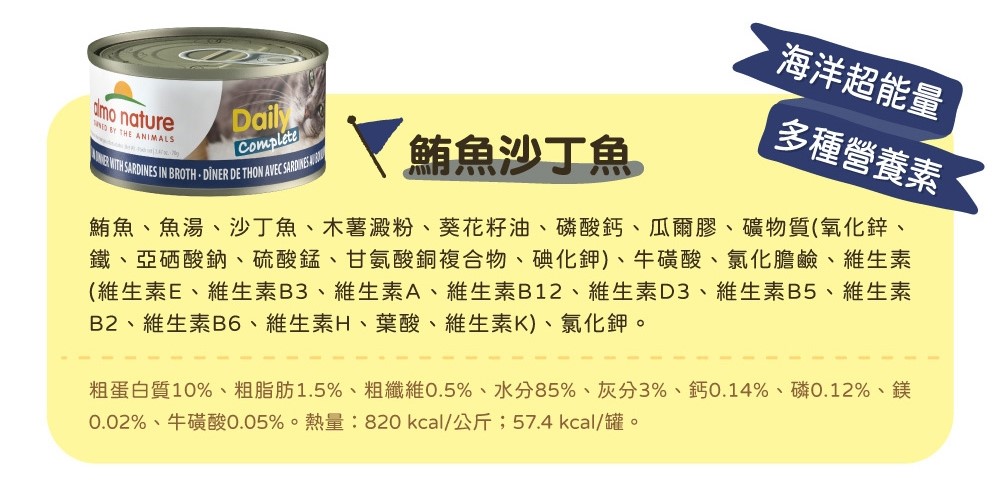 海洋超能量
多種營養素
almo nature
OWNED BY THE ANIMALS
Daily
Complete
DINNER WITH SARDINES IN BROTH • DÎNER DE THON AVEC SARDINES AU
鮪魚沙丁魚
鮪魚、魚湯、沙丁魚、木薯澱粉、葵花籽油、磷酸鈣、瓜爾膠、礦物質(氧化鋅、
鐵、亞硒酸鈉、硫酸錳、甘氨酸銅複合物、碘化鉀)、牛磺酸、氯化膽鹼、維生素
(維生素E、維生素B3、維生素A、維生素B12、維生素D3、維生素B5、維生素
B2、維生素B6、維生素H、葉酸、維生素K)、氯化鉀。
粗蛋白質10%、粗脂肪1.5%、粗纖維0.5%、水分85%、灰分3%、鈣0.14%、磷0.12%、鎂
0.02%、牛磺酸0.05%。熱量：820 kcal/公斤；57.4 kcal/罐。